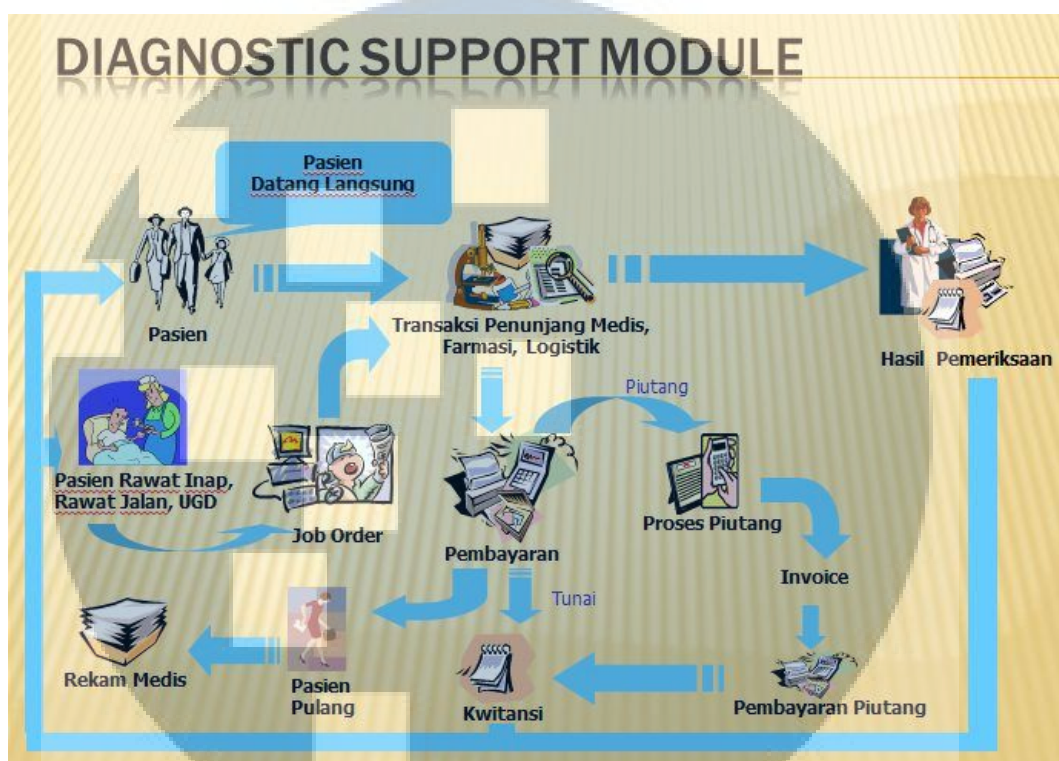 DIAGNOSTIC SUPPORT MODULE
Pasien
Datang Langsung
Pasien
Transaksi Penunjang Medis,
Farmasi, Logistik
Hasil Pemeriksaan
Piutang
Pasien Rawat Inap,
Rawat Jalan, UGD
Job Order
Pembayaran
Proses Piutang
Invoice
Tunai
Rekam Medis
Pasien
Pulang
Kwitansi
Pembayaran Piutang